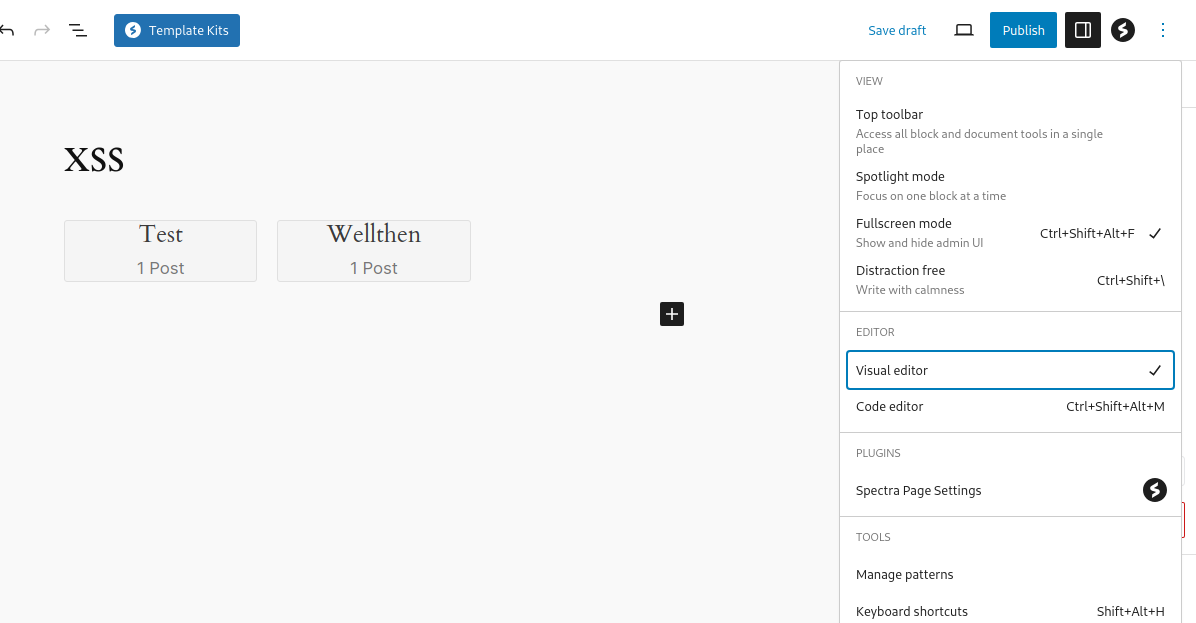 Template Kits
Save draft
Publish
xss
Test
1 Post
Wellthen
1 Post
VIEW
Top toolbar
Access all block and document tools in a single
place
Spotlight mode
Focus on one block at a time
Fullscreen mode
Show and hide admin UI
Ctrl+Shift+Alt+F
Distraction free
Write with calmness
Ctrl+Shift+\
EDITOR
Visual editor
Code editor
Ctrl+Shift+Alt+M
PLUGINS
Spectra Page Settings
TOOLS
Manage patterns
Keyboard shortcuts
Shift+Alt+H